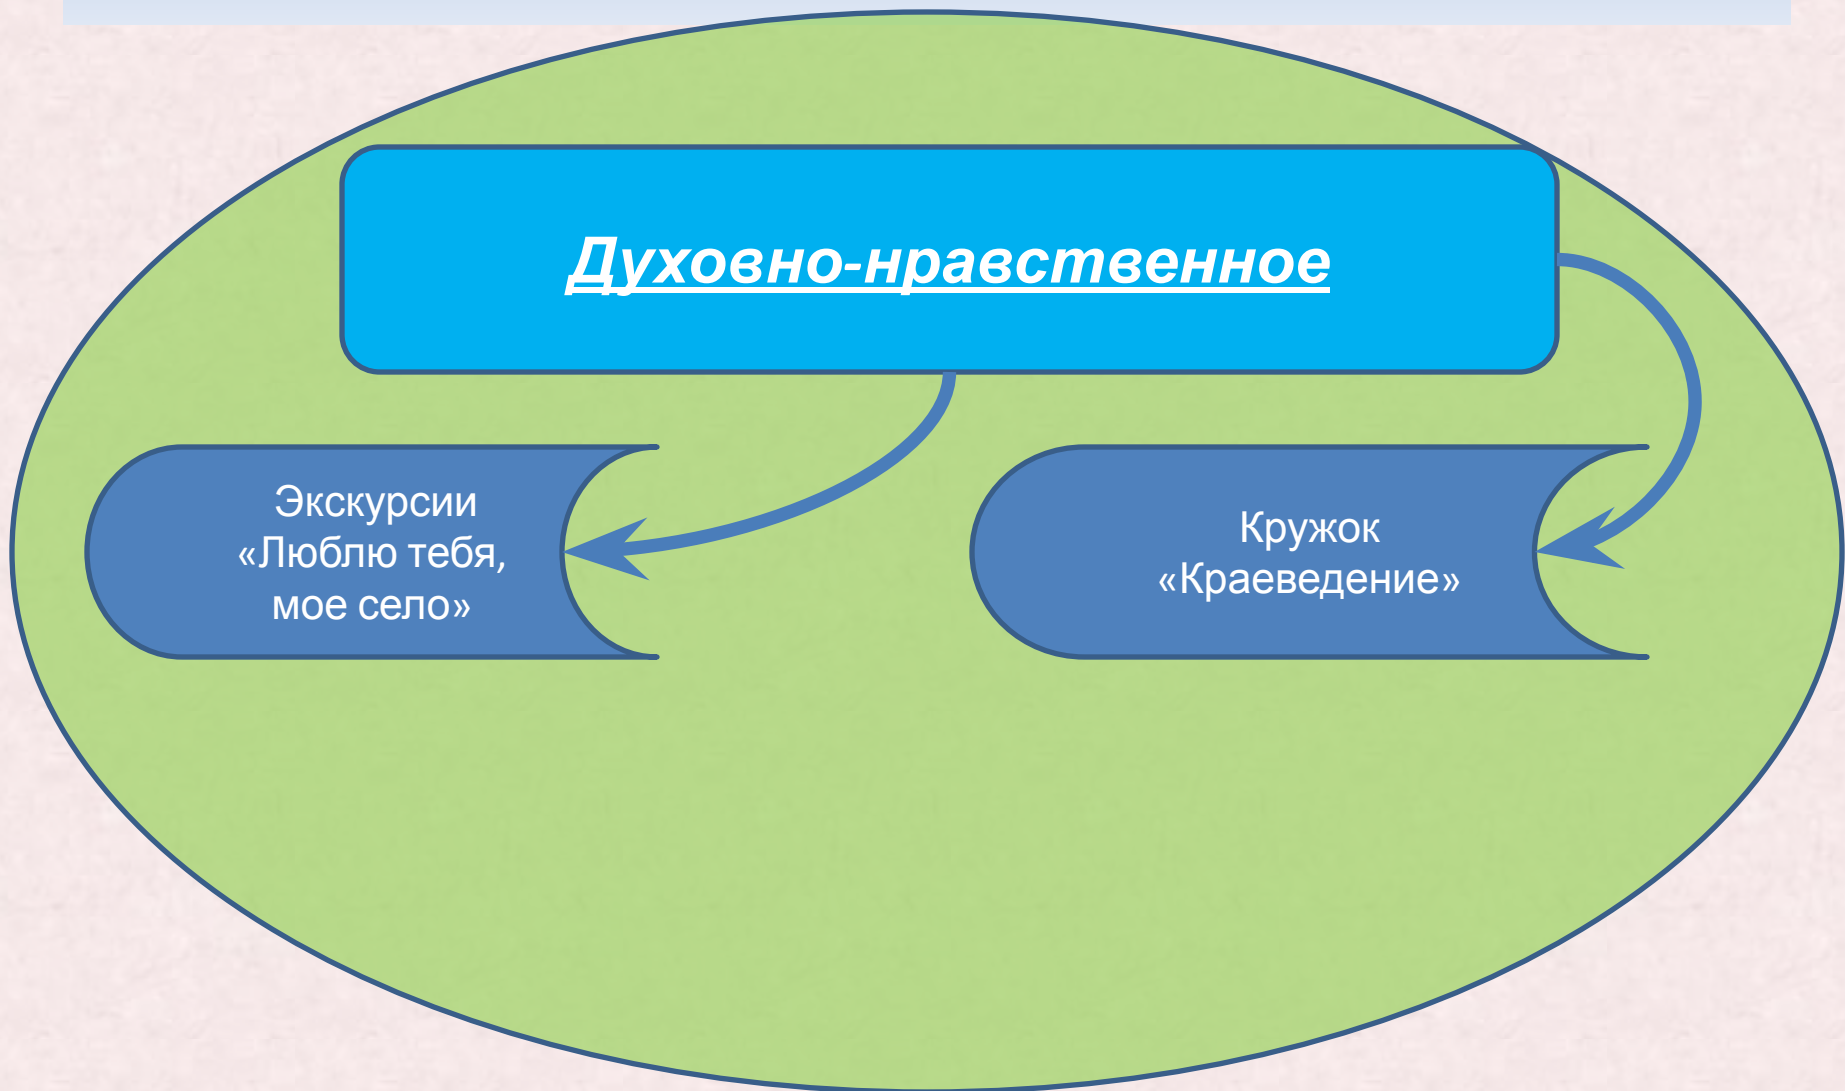 Духовно-нравственное
Экскурсии
«Люблю тебя,
мое село»
Кружок
«Краеведение»